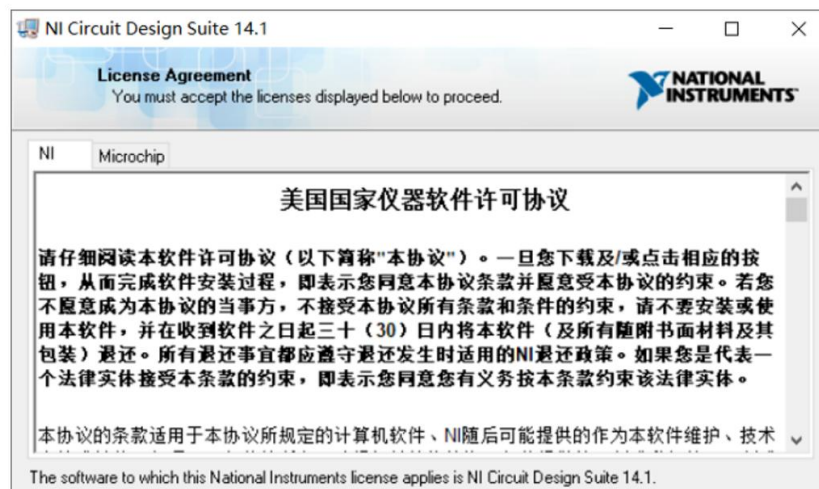 NI Circuit Design Suite 14.1
License Agreement
You must accept the licenses displayed below to proceed.
NATIONAL
INSTRUMENTS
NI Microchip
美国国家仪器软件许可协议
请仔细阅读本软件许可协议（以下简称"本协议"）。一旦您下载及/或点击相应的按
钮，从而完成软件安装过程，即表示您同意本协议条款并愿意受本协议的约束。若您
不愿意成为本协议的当事方，不接受本协议所有条款和条件的约束，请不要安装或使
用本软件，并在收到软件之日起三十（30）日内将本软件（及所有随附书面材料及其
包装）退还。所有退还事宜都应遵守退还发生时适用的NI退还政策。如果您是代表一
个法律实体接受本条款的约束，即表示您同意您有义务按本条款约束该法律实体。
本协议的条款适用于本协议所规定的计算机软件、NI随后可能提供的作为本软件维护、技术
The software to which this National Instruments license applies is NI Circuit Design Suite 14.1.